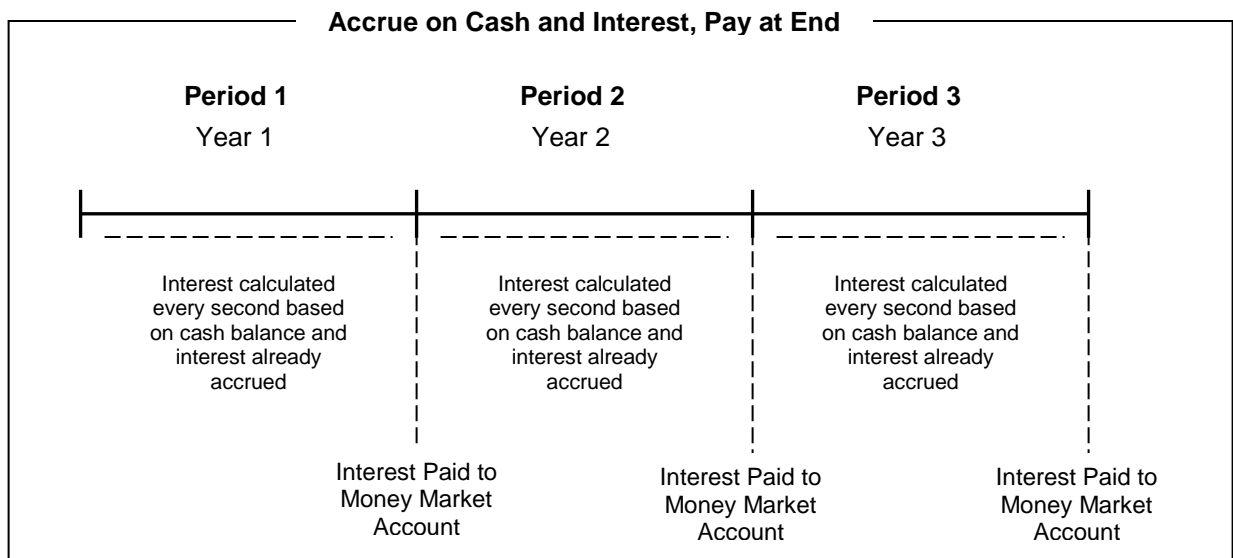 Accrue on Cash and Interest, Pay at End
Period 1
Year 1
Period 2
Year 2
Period 3
Year 3
Interest calculated
every second based
on cash balance and
interest already
accrued
Interest calculated
every second based
on cash balance and
interest already
accrued
Interest calculated
every second based
on cash balance and
interest already
accrued
Interest Paid to
Money Market
Account
Interest Paid to
Money Market
Account
Interest Paid to
Money Market
Account